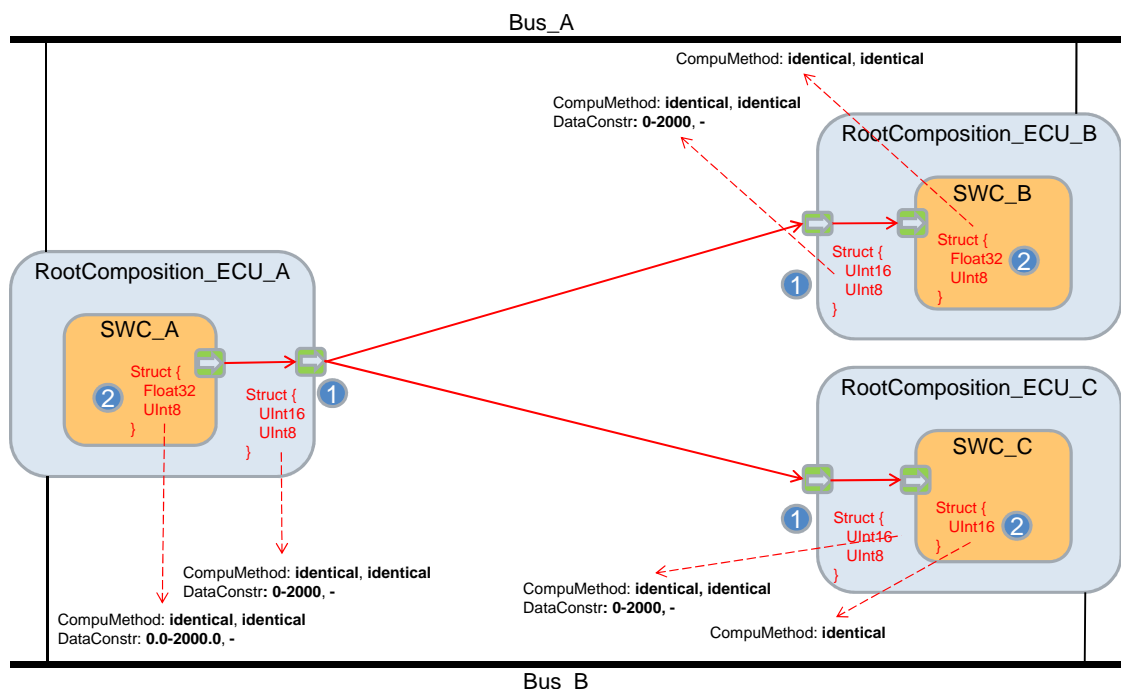 Bus_A
CompuMethod: identical, identical
CompuMethod: identical, identical
DataConstr: 0-2000, -
RootComposition_ECU_B
SWC_B
Struct {
Float32
UInt8
}
2
Struct {
UInt16
UInt8
}
1
RootComposition_ECU_A
SWC_A
Struct {
Float32
UInt8
}
2
Struct {
UInt16
UInt8
}
1
RootComposition_ECU_C
SWC_C
Struct {
UInt16
}
2
Struct {
UInt16
UInt8
}
1
CompuMethod: identical, identical
DataConstr: 0-2000, -
CompuMethod: identical, identical
DataConstr: 0.0-2000.0, -
CompuMethod: identical, identical
DataConstr: 0-2000, -
CompuMethod: identical
Bus_B